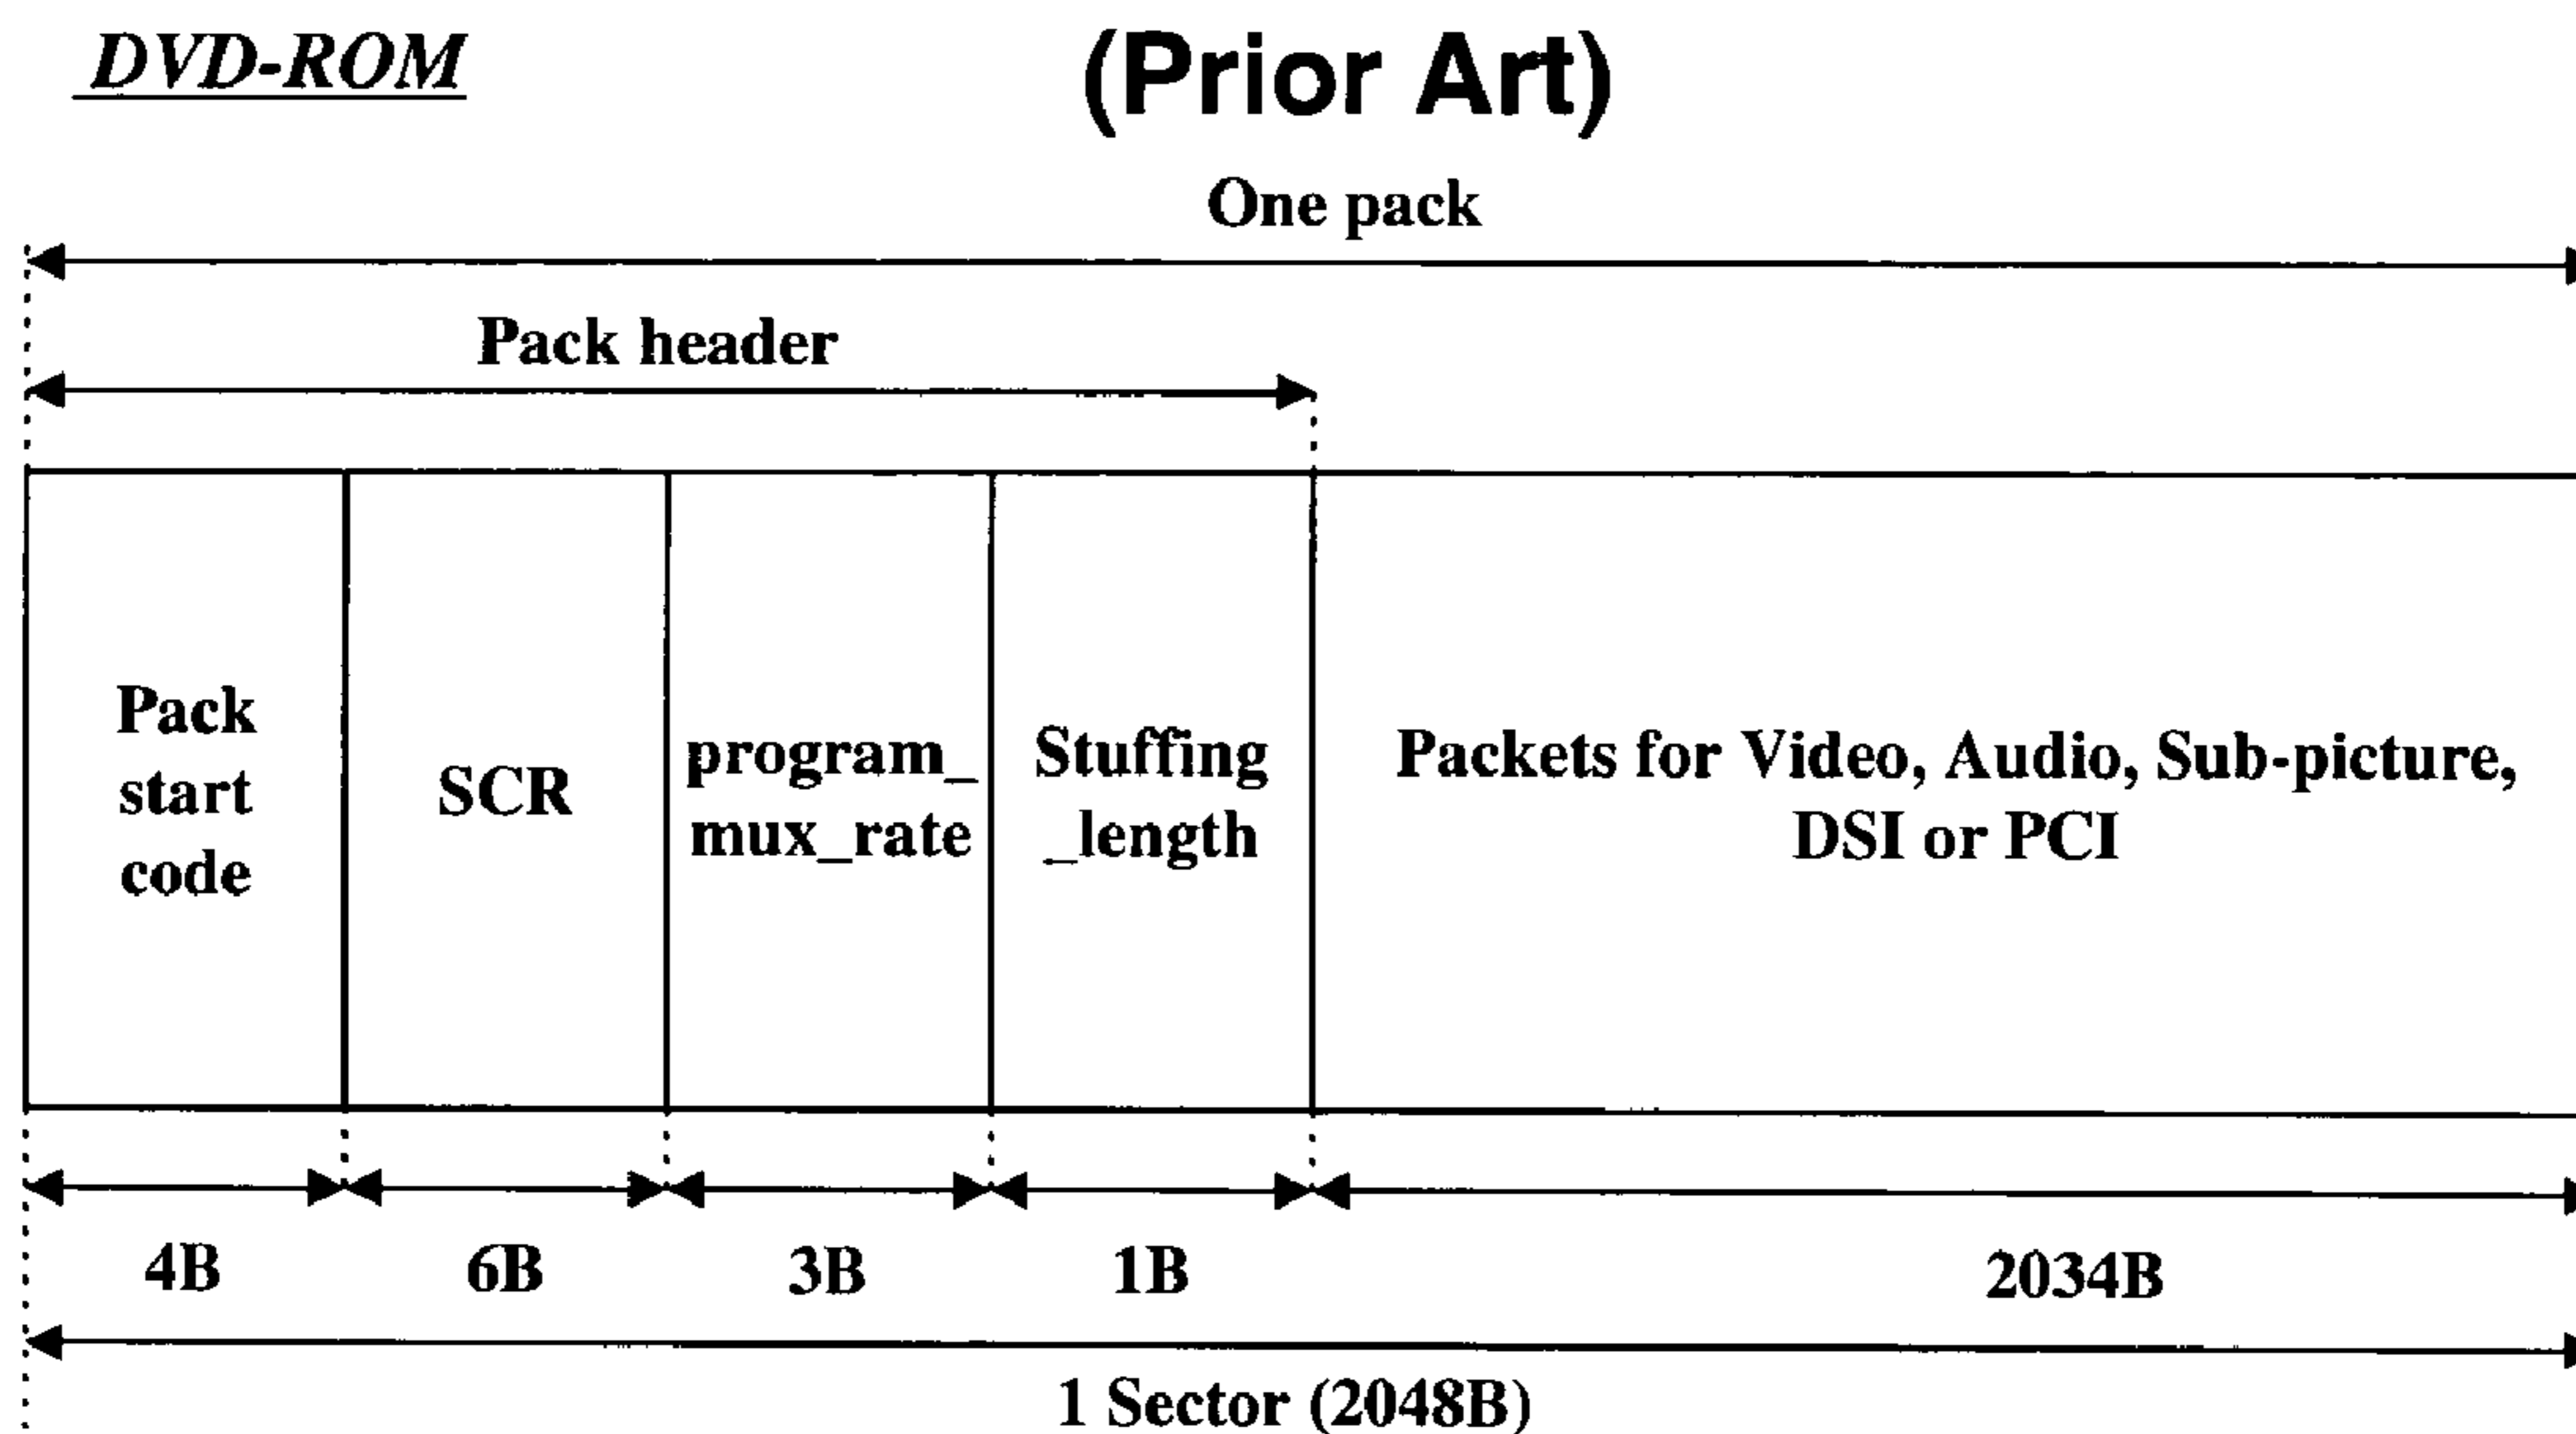 DVD-ROM
(Prior Art)
One pack
Pack header
Pack
start
code
SCR
program_
mux_rate
Stuffing
_length
Packets for Video, Audio, Sub-picture,
DSI or PCI
4B
6B
3B
1B
2034B
1 Sector (2048B)